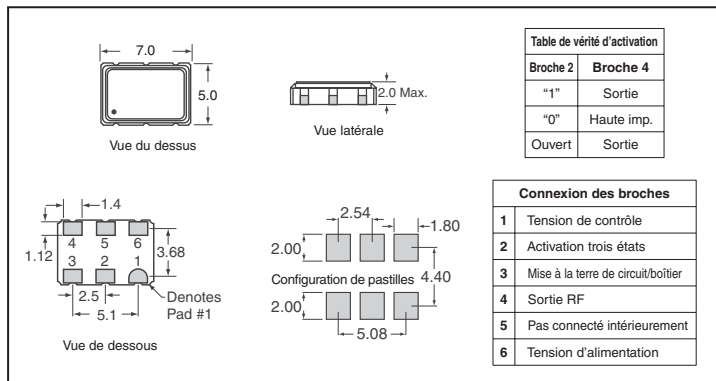 7.0
5.0
Vue du dessus
2.0 Max.
Vue latérale
Table de vérité d'activation
Broche 2 Broche 4
"1" Sortie
"0" Haute imp.
Ouvert Sortie
1.4
1.12
4 5 6
3 2 1
3.68
2.5
5.1
Denotes
Pad #1
Vue de dessous
2.54
1.80
2.00
Configuration de pastilles
4.40
2.00
5.08
Connexion des broches
1 Tension de contrôle
2 Activation trois états
3 Mise à la terre de circuit/boîtier
4 Sortie RF
5 Pas connecté intérieurement
6 Tension d'alimentation